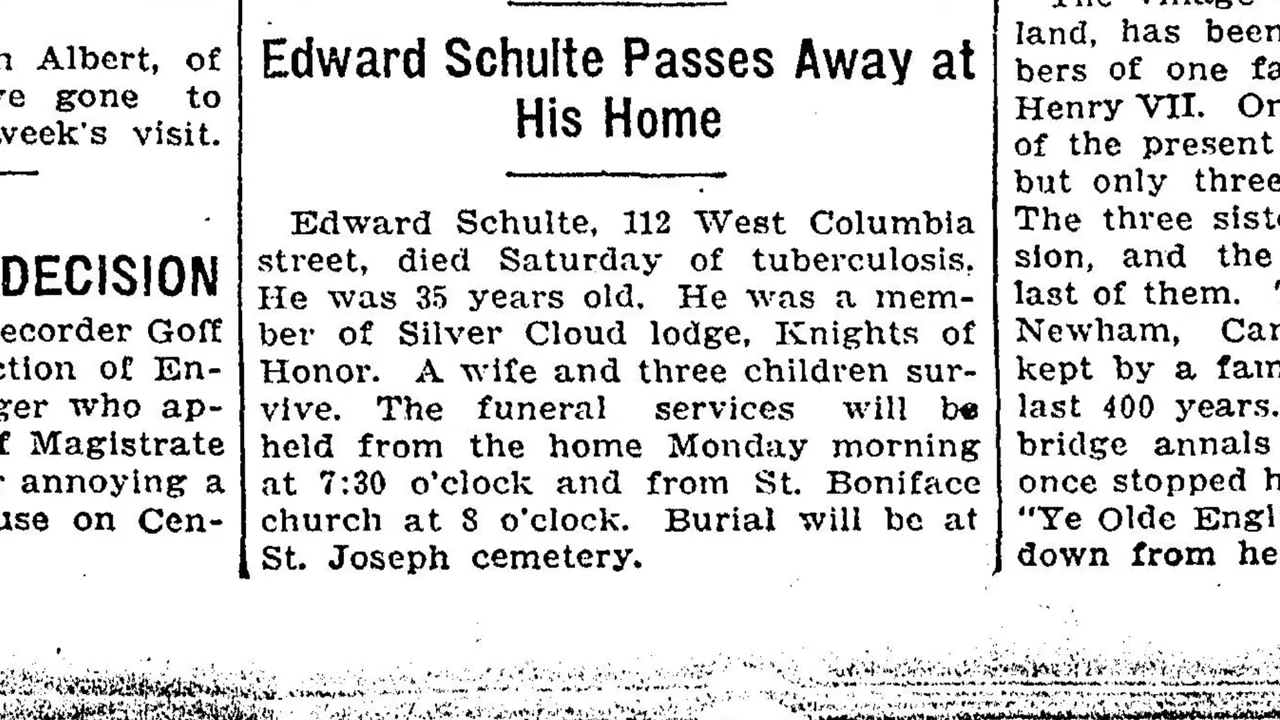 n Albert, of
ve gone to
week's visit.
DECISION
ecorder Goff
ction of En-
ger who ap-
f Magistrate
r annoying a
use on Cen-
Edward Schulte Passes Away at
His Home
Edward Schulte, 112 West Columbia
street, died Saturday of tuberculosis.
He was 35 years old. He was a mem-
ber of Silver Cloud lodge, Knights of
Honor. A wife and three children sur-
vive. The funeral services will be
held from the home Monday morning
at 7:30 o'clock and from St. Boniface
church at 8 o'clock. Burial will be at
St. Joseph cemetery.
The village
land, has been
bers of one fa
Henry VII. Or
of the present
but only three
The three sist
sion, and the
last of them.
Newham, Car
kept by a fam
last 400 years.
bridge annals
once stopped h
"Ye Olde Engl
down from he